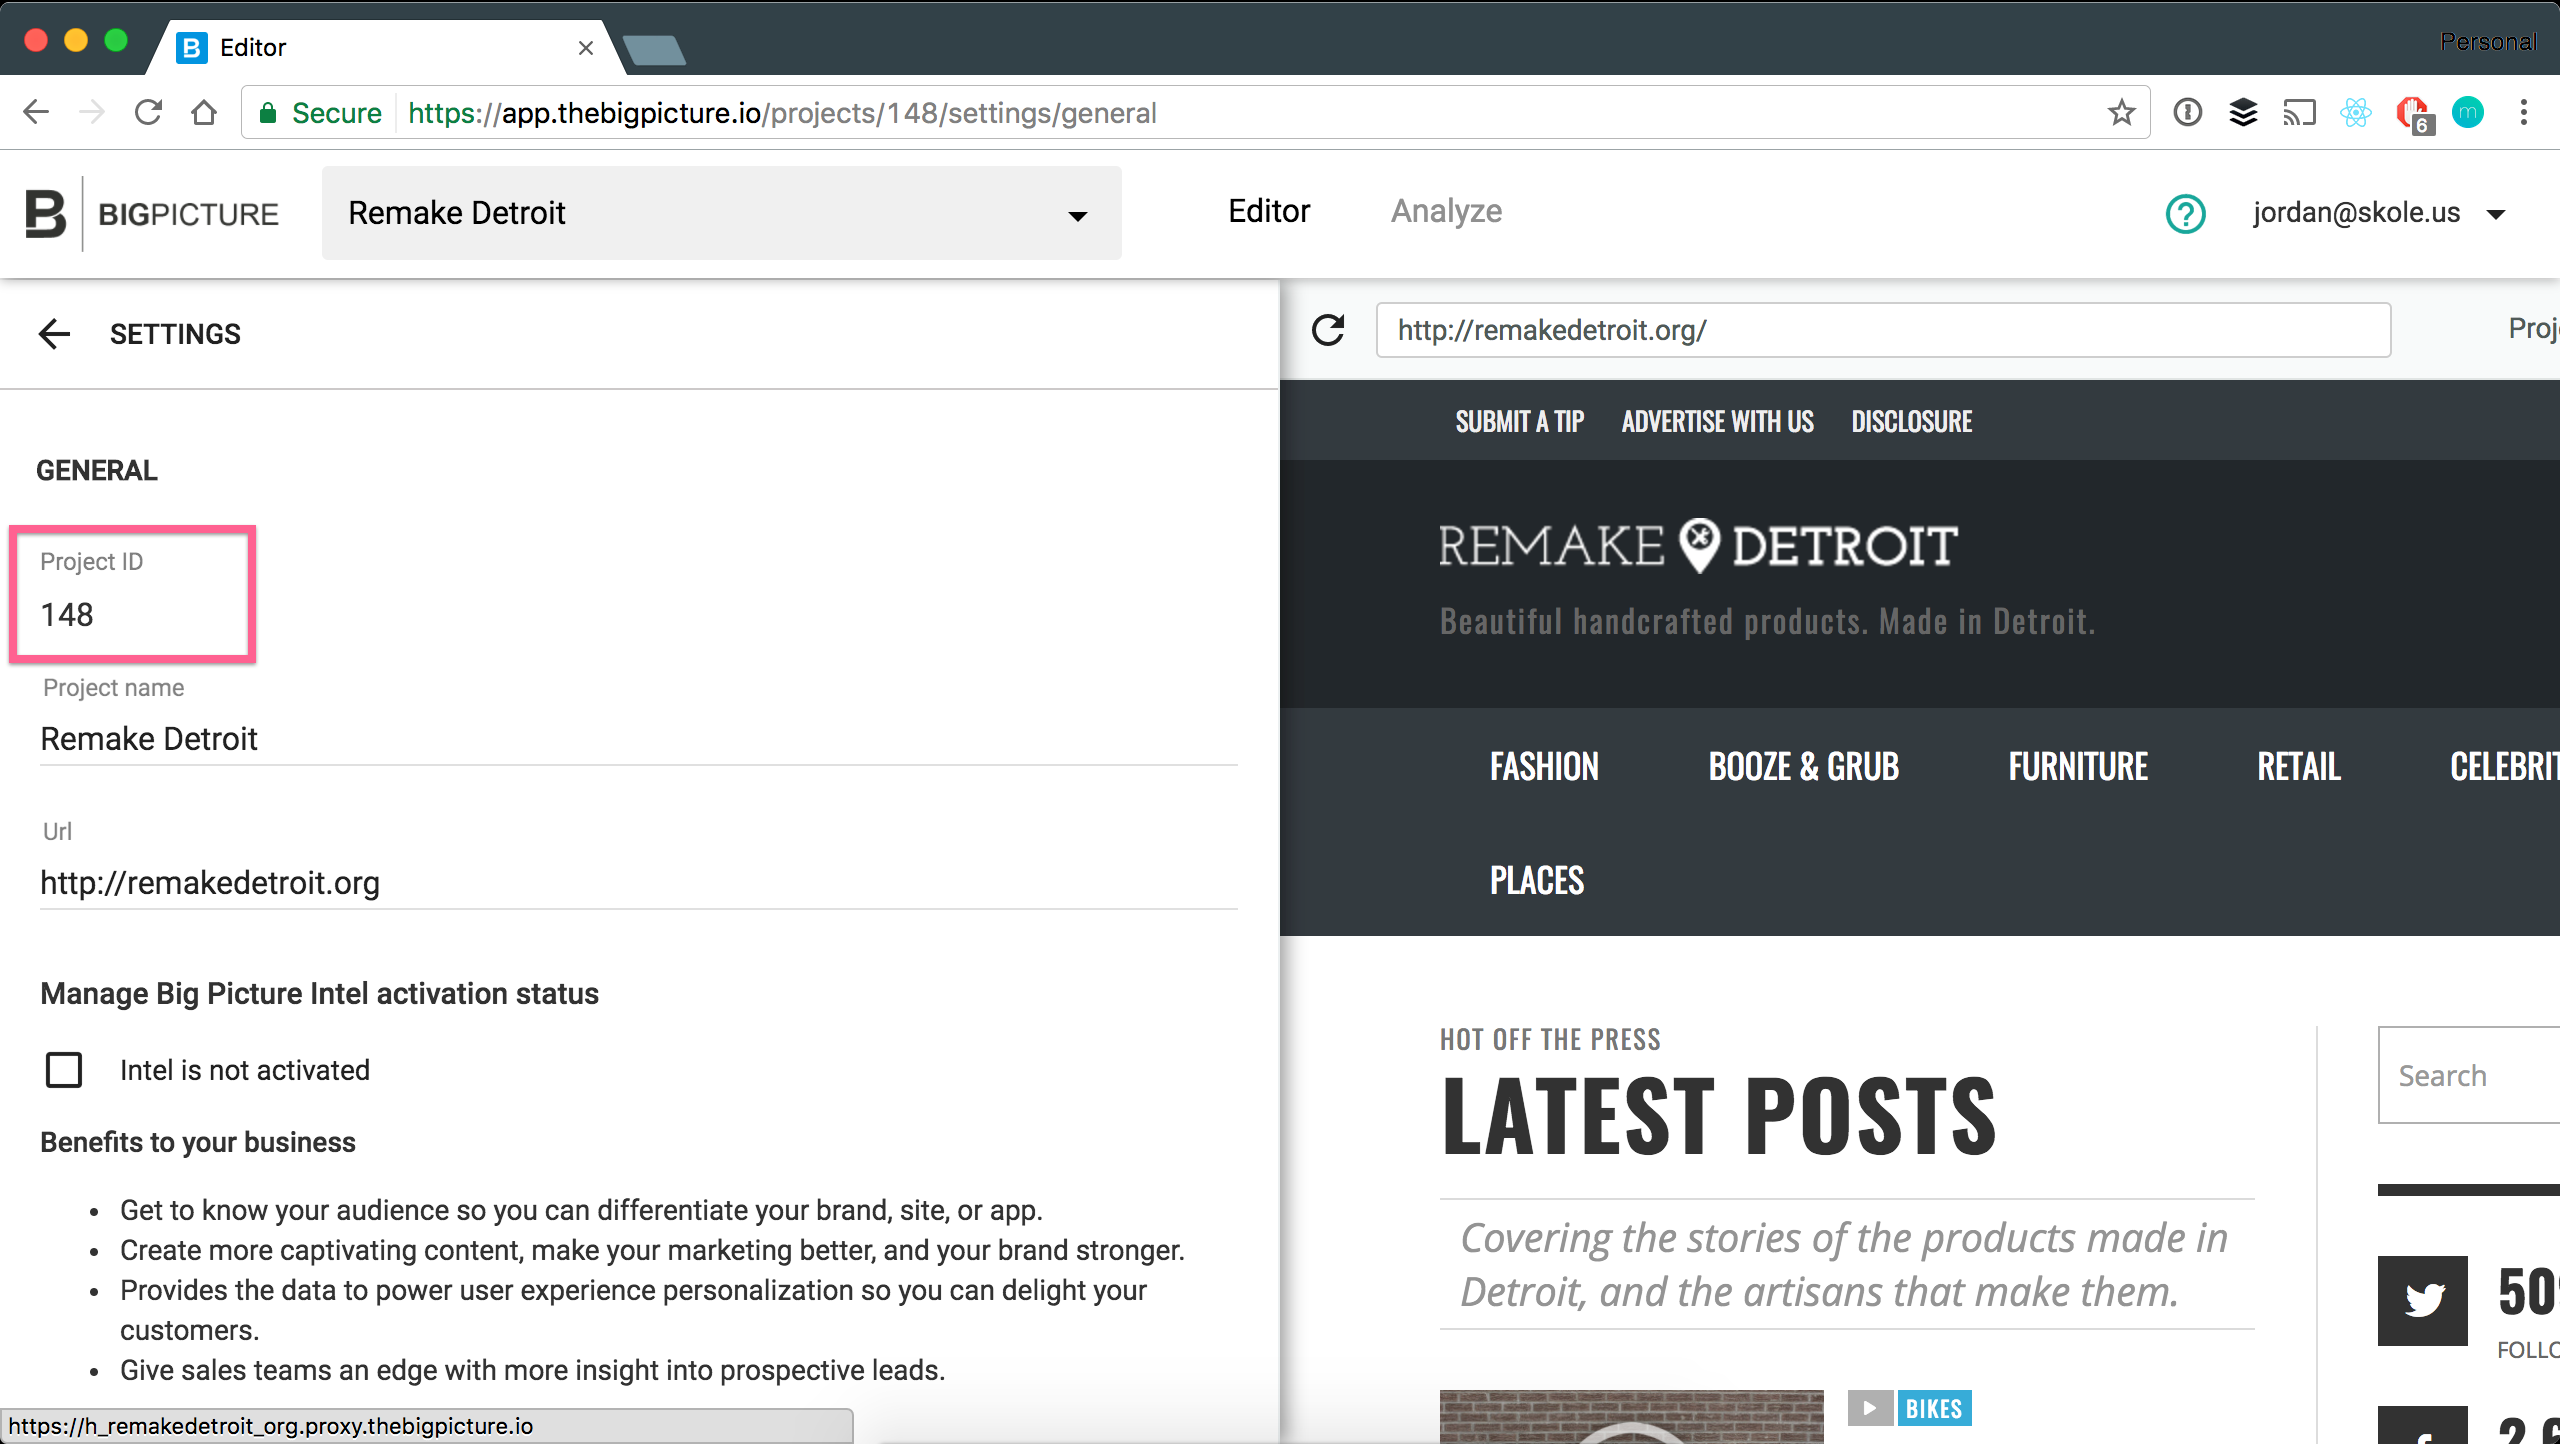 Editor
Personal
Secure
https://app.thebigpicture.io/projects/148/settings/general
6
m
B
BIGPICTURE
Remake Detroit
Editor
Analyze
?
jordan@skole.us
SETTINGS
GENERAL
Project ID
148
Project name
Remake Detroit
Url
http://remakedetroit.org
Manage Big Picture Intel activation status
Intel is not activated
Benefits to your business
• Get to know your audience so you can differentiate your brand, site, or app.
• Create more captivating content, make your marketing better, and your brand stronger.
• Provides the data to power user experience personalization so you can delight your
customers.
• Give sales teams an edge with more insight into prospective leads.
https://h_remakedetroit_org.proxy.thebigpicture.io
http://remakedetroit.org/
Proj
SUBMIT A TIP
ADVERTISE WITH US
DISCLOSURE
REMAKE DETROIT
Beautiful handcrafted products. Made in Detroit.
FASHION
BOOZE & GRUB
FURNITURE
RETAIL
CELEBRIT
PLACES
HOT OFF THE PRESS
LATEST POSTS
Covering the stories of the products made in
Detroit, and the artisans that make them.
BIKES
Search
50
FOLLO